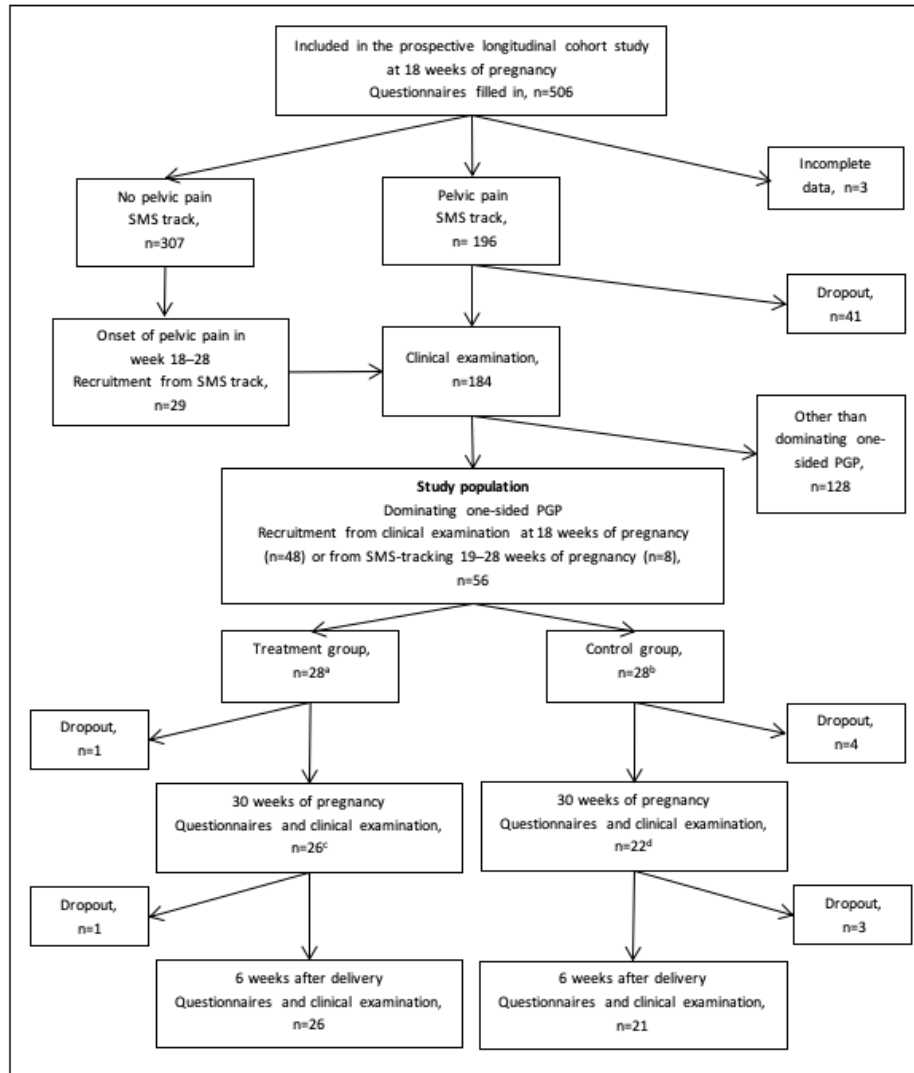 Included in the prospective longitudinal cohort study
at 18 weeks of pregnancy
Questionnaires filled in, n=506
No pelvic pain
SMS track,
n=307
Pelvic pain
SMS track,
n= 196
Incomplete
data, n=3
Dropout,
n=41
Onset of pelvic pain in
week 18–28
Recruitment from SMS track,
n=29
Clinical examination,
n=184
Other than
dominating one-
sided PGP,
n=128
Study population
Dominating one-sided PGP
Recruitment from clinical examination at 18 weeks of pregnancy
(n=48) or from SMS-tracking 19–28 weeks of pregnancy (n=8),
n=56
Treatment group,
n=28ᵃ
Control group,
n=28ᵇ
Dropout,
n=1
Dropout,
n=4
30 weeks of pregnancy
Questionnaires and clinical examination,
n=26ᶜ
30 weeks of pregnancy
Questionnaires and clinical examination,
n=22ᵈ
Dropout,
n=1
Dropout,
n=3
6 weeks after delivery
Questionnaires and clinical examination,
n=26
6 weeks after delivery
Questionnaires and clinical examination,
n=21